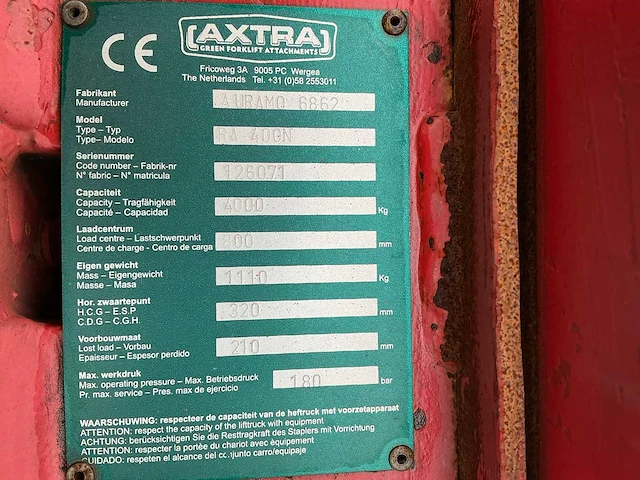 CE
AXTRA
GREEN FORKLIFT ATTACHMENTS
Fricoweg 3A 9005 PC Wergea
The Netherlands Tel. +31 (0)58 2553011
Fabrikant
Manufacturer
AURAMO 6862
Model
Type – Typ
Type– Modelo
RA 400N
Serienummer
Code number – Fabrik-nr
N° fabric – N° matricula
126071
Capaciteit
Capacity – Tragfähigkeit
Capacité – Capacidad
4000 Kg
Laadcentrum
Load centre – Lastschwerpunkt
Centre de charge - Centro de carga
800 mm
Eigen gewicht
Mass – Eigengewicht
Masse – Masa
1110 Kg
Hor. zwaartepunt
H.C.G – E.S.P
C.D.G – C.G.H.
320 mm
Voorbouwmaat
Lost load – Vorbau
Epaisseur – Espesor perdido
210 mm
Max. werkdruk
Max. operating pressure – Max. Betriebsdruck
Pr. max. service – Pres. max de ejercicio
180 bar
WAARSCHUWING: respecteer de capaciteit van de heftruck met voorzetapparaat
ATTENTION: respect the capacity of the liftruck with equipment
ACHTUNG: berücksichtigen Sie die Resttragkraft des Staplers mit Vorrichtung
ATTENTION: respecter la portée du chariot avec équipement
CUIDADO: respeten el alcance del conjunto carro/equipaje